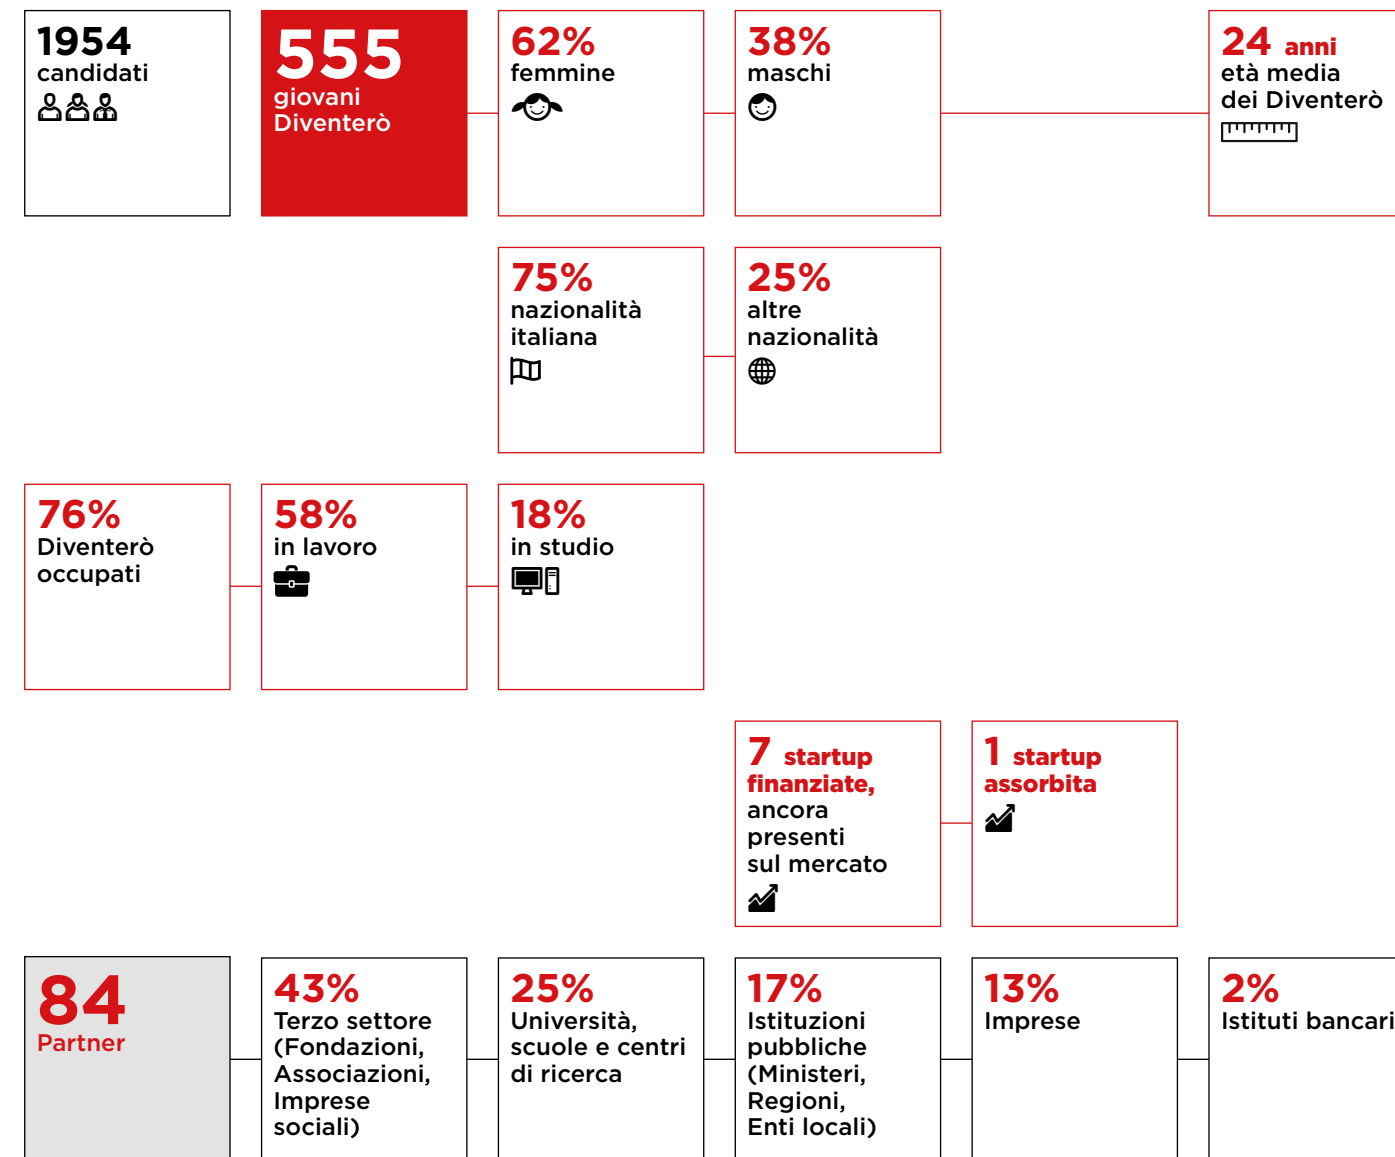 1954
candidati
555
giovani
Diventerò
62%
femmine
38%
maschi
24 anni
età media
dei Diventerò
75%
nazionalità
italiana
25%
altre
nazionalità
76%
Diventerò
occupati
58%
in lavoro
18%
in studio
7 startup
finanziate,
ancora
presenti
sul mercato
1 startup
assorbita
84
Partner
43%
Terzo settore
(Fondazioni,
Associazioni,
Imprese
sociali)
25%
Università,
scuole e centri
di ricerca
17%
Istituzioni
pubbliche
(Ministeri,
Regioni,
Enti locali)
13%
Imprese
2%
Istituti bancari